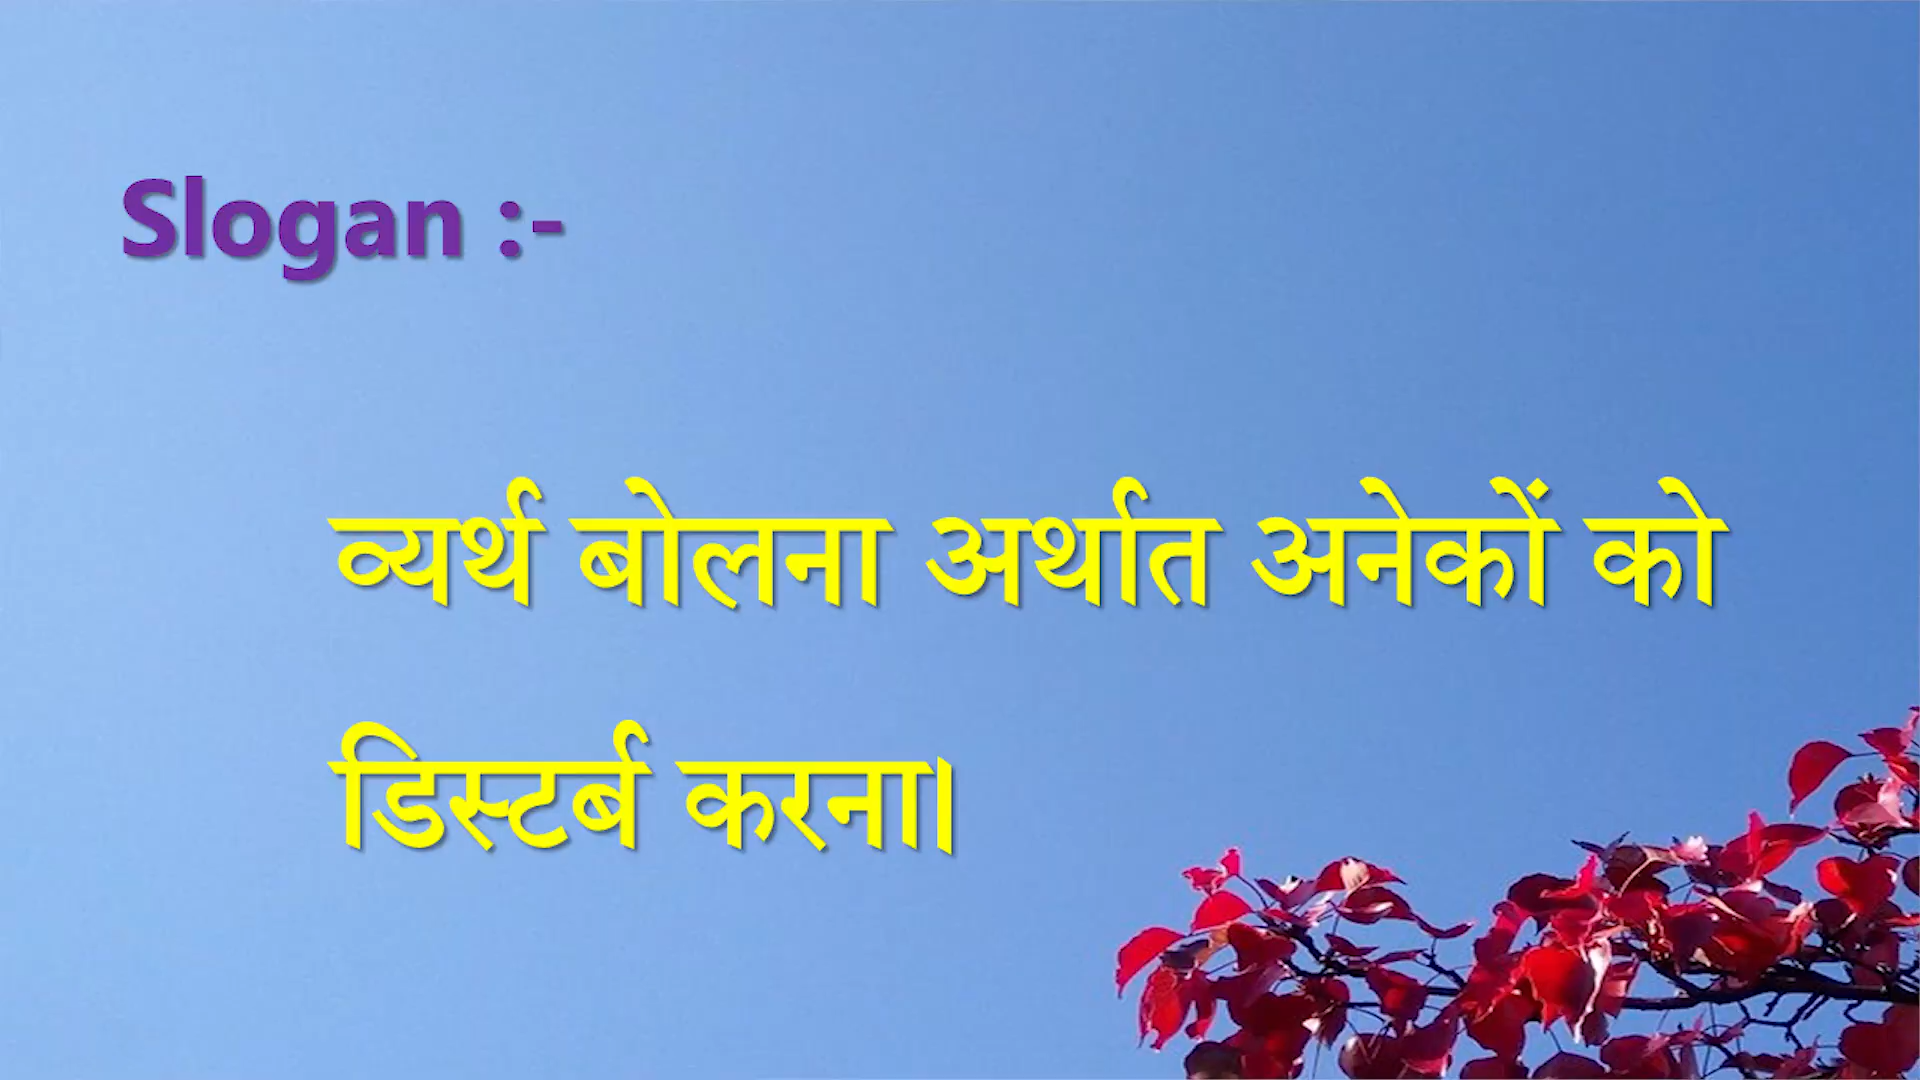 Slogan :-
व्यर्थ बोलना अर्थात अनेकों को
डिस्टर्ब करना।